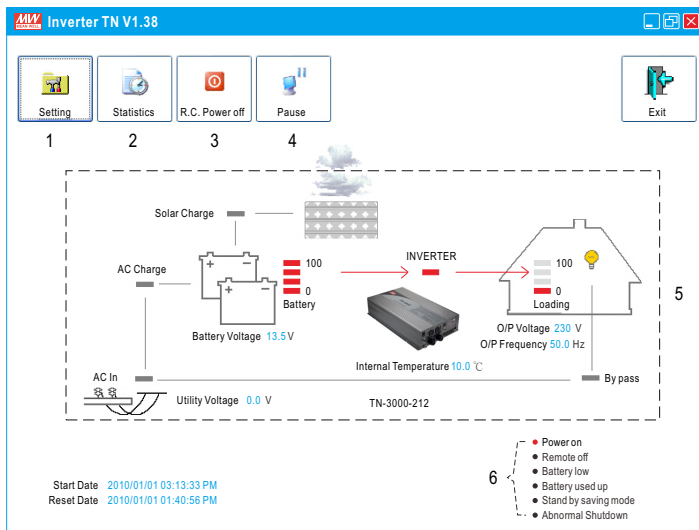 MW
MEAN WELL
Inverter TN V1.38
Setting
Statistics
R.C. Power off
Pause
Exit
1
2
3
4
Solar Charge
AC Charge
INVERTER
100
0
Battery
100
0
Loading
5
Battery Voltage 13.5 V
O/P Voltage 230 V
O/P Frequency 50.0 Hz
Internal Temperature 10.0 ℃
AC In
By pass
Utility Voltage 0.0 V
TN-3000-212
6
Power on
Remote off
Battery low
Battery used up
Stand by saving mode
Abnormal Shutdown
Start Date 2010/01/01 03:13:33 PM
Reset Date 2010/01/01 01:40:56 PM